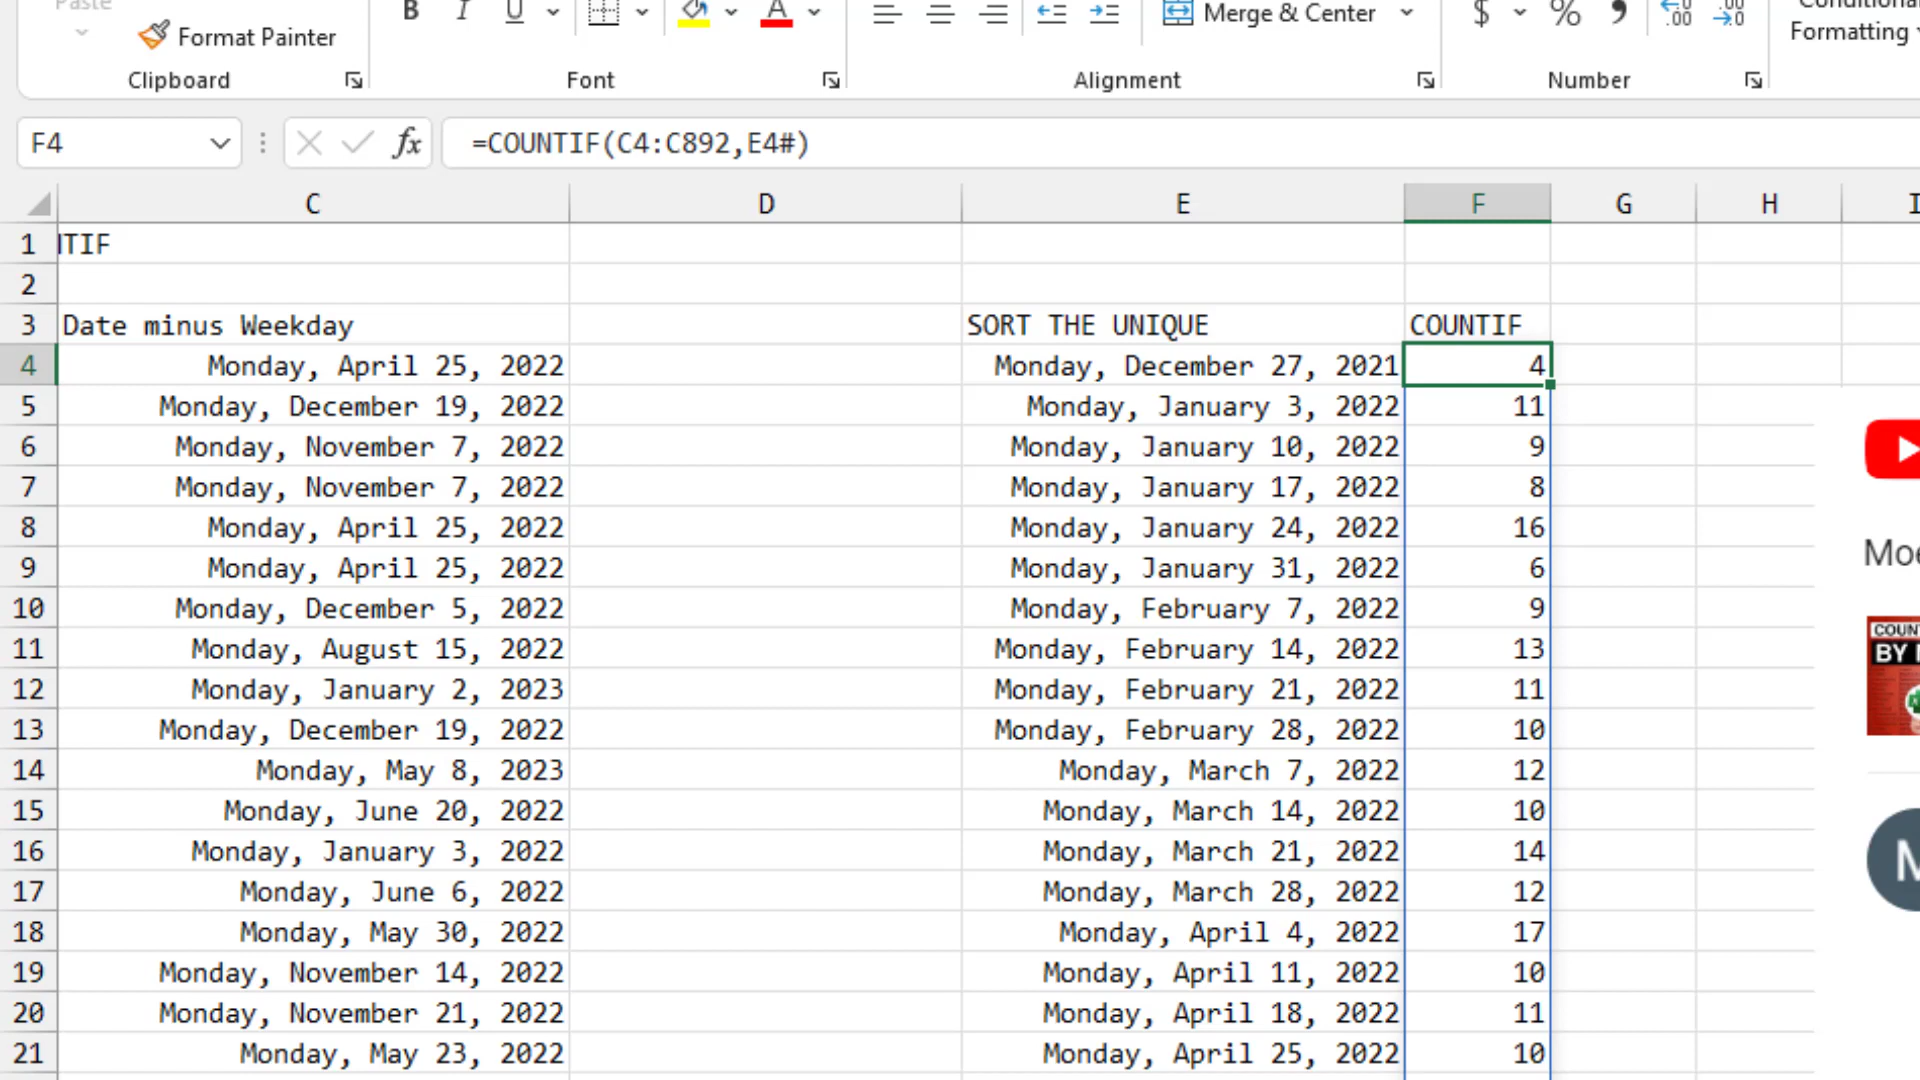 Paste
Format Painter
B I U A Merge & Center $ % Conditional
Formatting
Clipboard Font Alignment Number
F4 fx =COUNTIF(C4:C892,E4#)
C D E F G H I
1 NTIF
2
3 Date minus Weekday SORT THE UNIQUE COUNTIF
4 Monday, April 25, 2022 Monday, December 27, 2021 4
5 Monday, December 19, 2022 Monday, January 3, 2022 11
6 Monday, November 7, 2022 Monday, January 10, 2022 9
7 Monday, November 7, 2022 Monday, January 17, 2022 8
8 Monday, April 25, 2022 Monday, January 24, 2022 16
9 Monday, April 25, 2022 Monday, January 31, 2022 6
10 Monday, December 5, 2022 Monday, February 7, 2022 9
11 Monday, August 15, 2022 Monday, February 14, 2022 13
12 Monday, January 2, 2023 Monday, February 21, 2022 11
13 Monday, December 19, 2022 Monday, February 28, 2022 10
14 Monday, May 8, 2023 Monday, March 7, 2022 12
15 Monday, June 20, 2022 Monday, March 14, 2022 10
16 Monday, January 3, 2022 Monday, March 21, 2022 14
17 Monday, June 6, 2022 Monday, March 28, 2022 12
18 Monday, May 30, 2022 Monday, April 4, 2022 17
19 Monday, November 14, 2022 Monday, April 11, 2022 10
20 Monday, November 21, 2022 Monday, April 18, 2022 11
21 Monday, May 23, 2022 Monday, April 25, 2022 10
Moe
COUN
BY
M